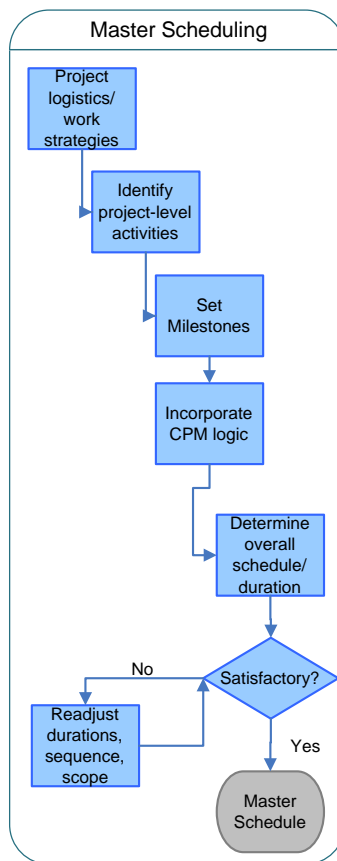 Master Scheduling
Project
logistics/
work
strategies
Identify
project-level
activities
Set
Milestones
Incorporate
CPM logic
Determine
overall
schedule/
duration
Satisfactory?
No
Yes
Readjust
durations,
sequence,
scope
Master
Schedule